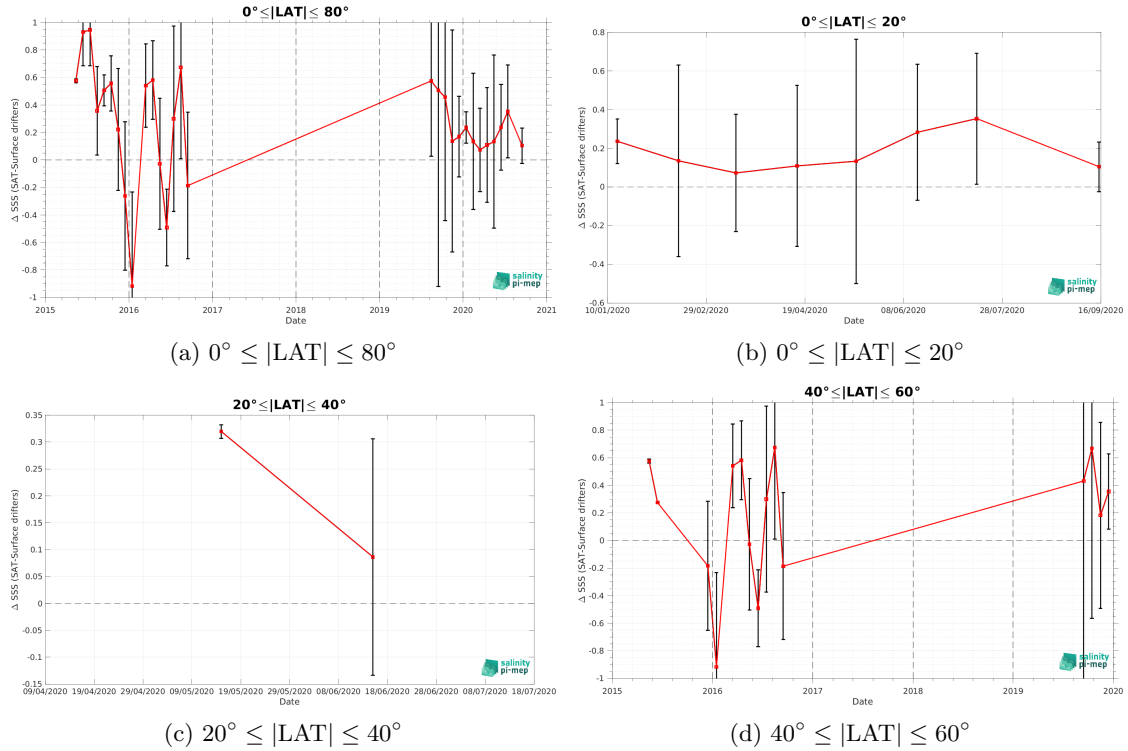 0°≤|LAT|≤ 80°
Δ SSS (SAT-Surface drifters)
1
0.8
0.6
0.4
0.2
0
-0.2
-0.4
-0.6
-0.8
-1
2015 2016 2017 2018 2019 2020 2021
Date
salinity
pi-mep
(a) 0° ≤ |LAT| ≤ 80°
0°≤|LAT|≤ 20°
Δ SSS (SAT-Surface drifters)
0.8
0.6
0.4
0.2
0
-0.2
-0.4
-0.6
10/01/2020 29/02/2020 19/04/2020 08/06/2020 28/07/2020 16/09/2020
Date
salinity
pi-mep
(b) 0° ≤ |LAT| ≤ 20°
20°≤|LAT|≤ 40°
Δ SSS (SAT-Surface drifters)
0.35
0.3
0.25
0.2
0.15
0.1
0.05
0
-0.05
-0.1
-0.15
09/04/2020 19/04/2020 29/04/2020 09/05/2020 19/05/2020 29/05/2020 08/06/2020 18/06/2020 28/06/2020 08/07/2020 18/07/2020
Date
salinity
pi-mep
(c) 20° ≤ |LAT| ≤ 40°
40°≤|LAT|≤ 60°
Δ SSS (SAT-Surface drifters)
1
0.8
0.6
0.4
0.2
0
-0.2
-0.4
-0.6
-0.8
-1
2015 2016 2017 2018 2019 2020
Date
salinity
pi-mep
(d) 40° ≤ |LAT| ≤ 60°